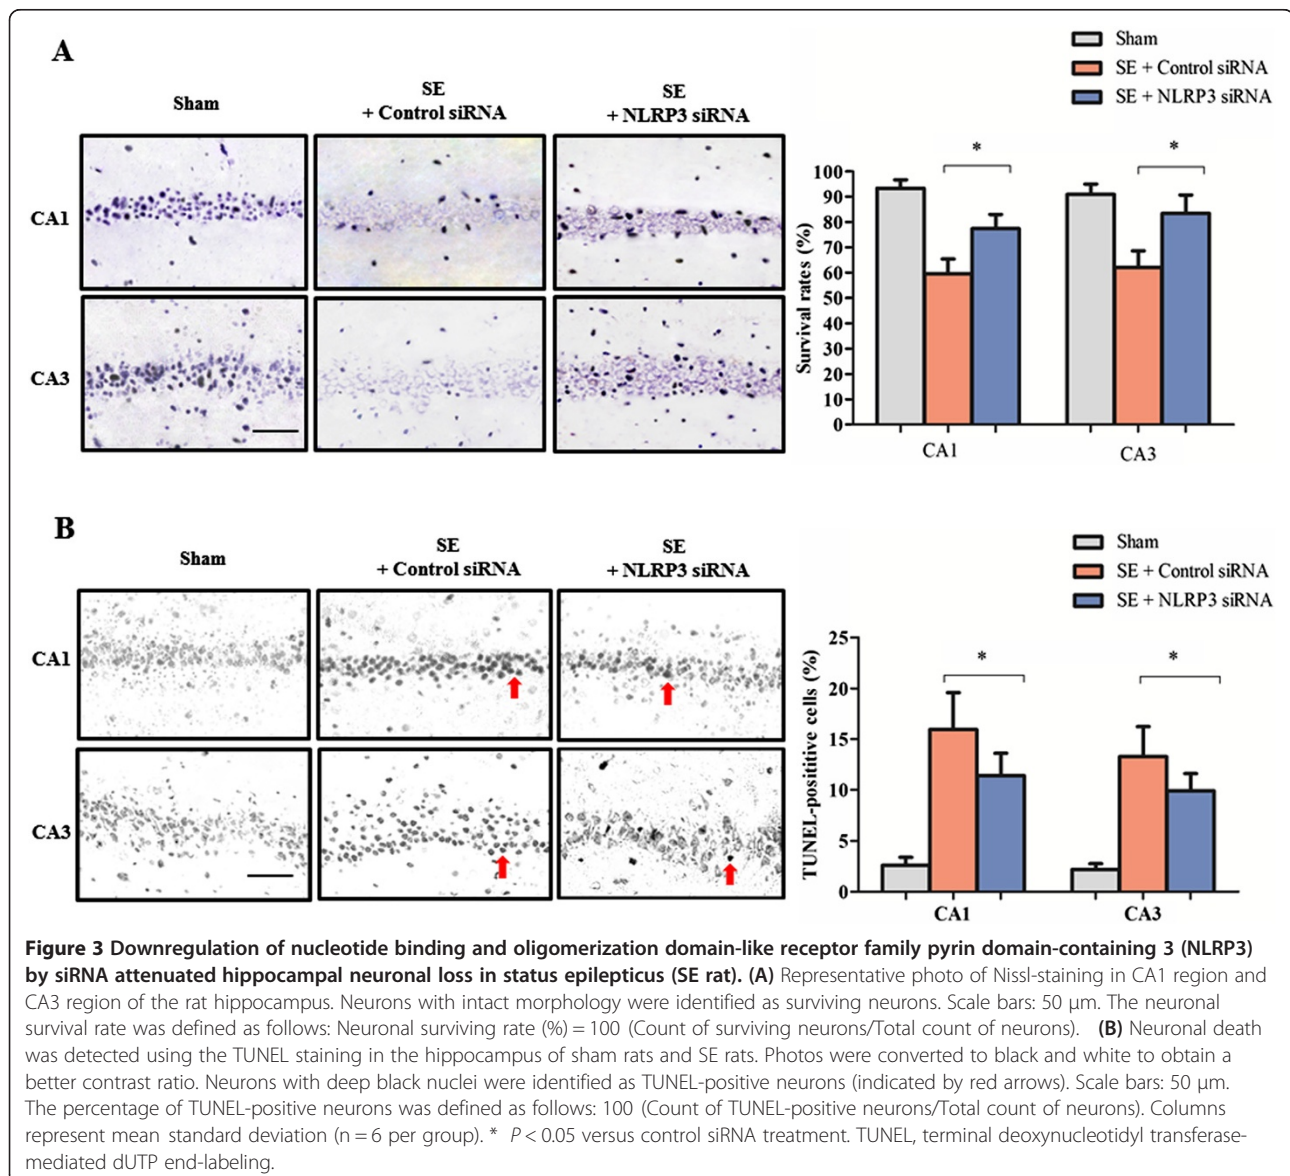 A
Sham
SE
+ Control siRNA
SE
+ NLRP3 siRNA
CA1
CA3
Sham
SE + Control siRNA
SE + NLRP3 siRNA
*
*
Survival rates (%)
100
90
80
70
60
50
40
30
20
10
0
CA1
CA3
B
Sham
SE
+ Control siRNA
SE
+ NLRP3 siRNA
CA1
CA3
Sham
SE + Control siRNA
SE + NLRP3 siRNA
*
*
TUNEL-posititive cells (%)
25
20
15
10
5
0
CA1
CA3
Figure 3 Downregulation of nucleotide binding and oligomerization domain-like receptor family pyrin domain-containing 3 (NLRP3)
by siRNA attenuated hippocampal neuronal loss in status epilepticus (SE rat). (A) Representative photo of Nissl-staining in CA1 region and
CA3 region of the rat hippocampus. Neurons with intact morphology were identified as surviving neurons. Scale bars: 50 μm. The neuronal
survival rate was defined as follows: Neuronal surviving rate (%) = 100 (Count of surviving neurons/Total count of neurons). (B) Neuronal death
was detected using the TUNEL staining in the hippocampus of sham rats and SE rats. Photos were converted to black and white to obtain a
better contrast ratio. Neurons with deep black nuclei were identified as TUNEL-positive neurons (indicated by red arrows). Scale bars: 50 μm.
The percentage of TUNEL-positive neurons was defined as follows: 100 (Count of TUNEL-positive neurons/Total count of neurons). Columns
represent mean standard deviation (n = 6 per group). * P < 0.05 versus control siRNA treatment. TUNEL, terminal deoxynucleotidyl transferase-
mediated dUTP end-labeling.